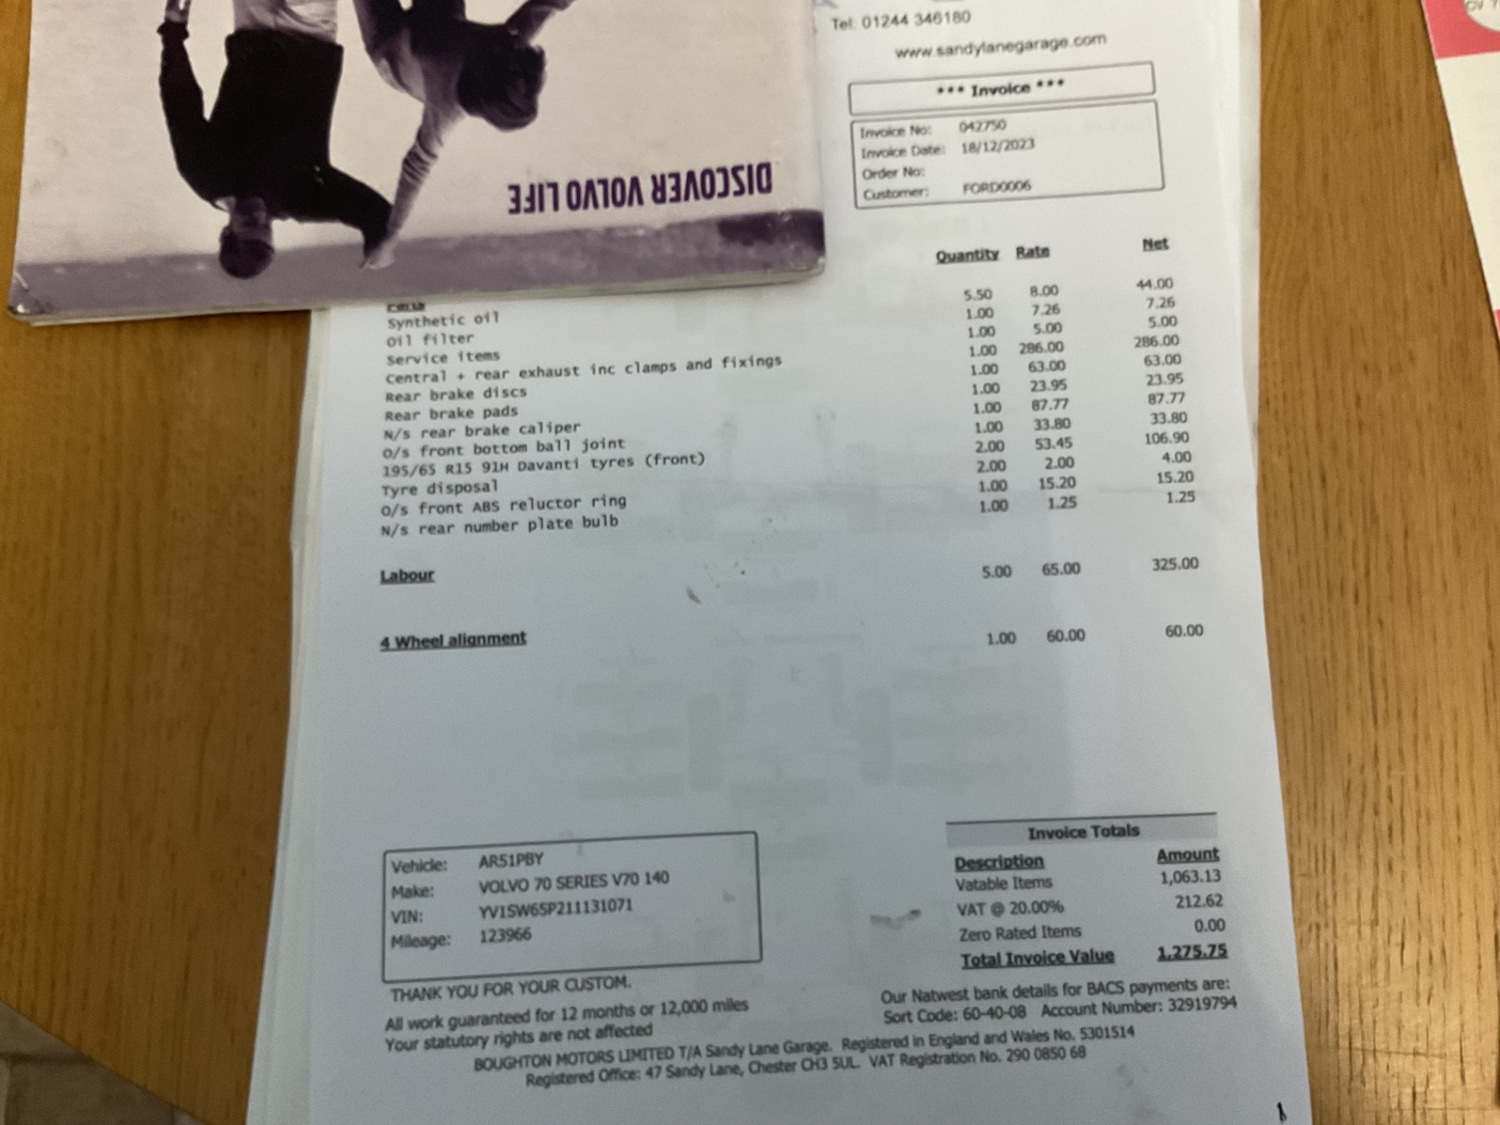 DISCOVER VOLVO LIFE
Tel: 01244 346180
www.sandylanegarage.com
*** Invoice ***
Invoice No: 042750
Invoice Date: 18/12/2023
Order No:
Customer: FORD0006
Quantity Rate Net
Parts
Synthetic oil 5.50 8.00 44.00
Oil filter 1.00 7.26 7.26
Service items 1.00 5.00 5.00
Central + rear exhaust inc clamps and fixings 1.00 286.00 286.00
Rear brake discs 1.00 63.00 63.00
Rear brake pads 1.00 23.95 23.95
N/s rear brake caliper 1.00 87.77 87.77
O/s front bottom ball joint 1.00 33.80 33.80
195/65 R15 91H Davanti tyres (front) 2.00 53.45 106.90
Tyre disposal 2.00 2.00 4.00
O/s front ABS reluctor ring 1.00 15.20 15.20
N/s rear number plate bulb 1.00 1.25 1.25
Labour 5.00 65.00 325.00
4 Wheel alignment 1.00 60.00 60.00
Vehicle: AR51PBY
Make: VOLVO 70 SERIES V70 140
VIN: YV1SW65P211131071
Mileage: 123966
Invoice Totals
Description Amount
Vatable Items 1,063.13
VAT @ 20.00% 212.62
Zero Rated Items 0.00
Total Invoice Value 1,275.75
THANK YOU FOR YOUR CUSTOM.
All work guaranteed for 12 months or 12,000 miles
Your statutory rights are not affected
Our Natwest bank details for BACS payments are:
Sort Code: 60-40-08 Account Number: 32919794
BOUGHTON MOTORS LIMITED T/A Sandy Lane Garage. Registered in England and Wales No. 5301514
Registered Office: 47 Sandy Lane, Chester CH3 5UL. VAT Registration No. 290 0850 68